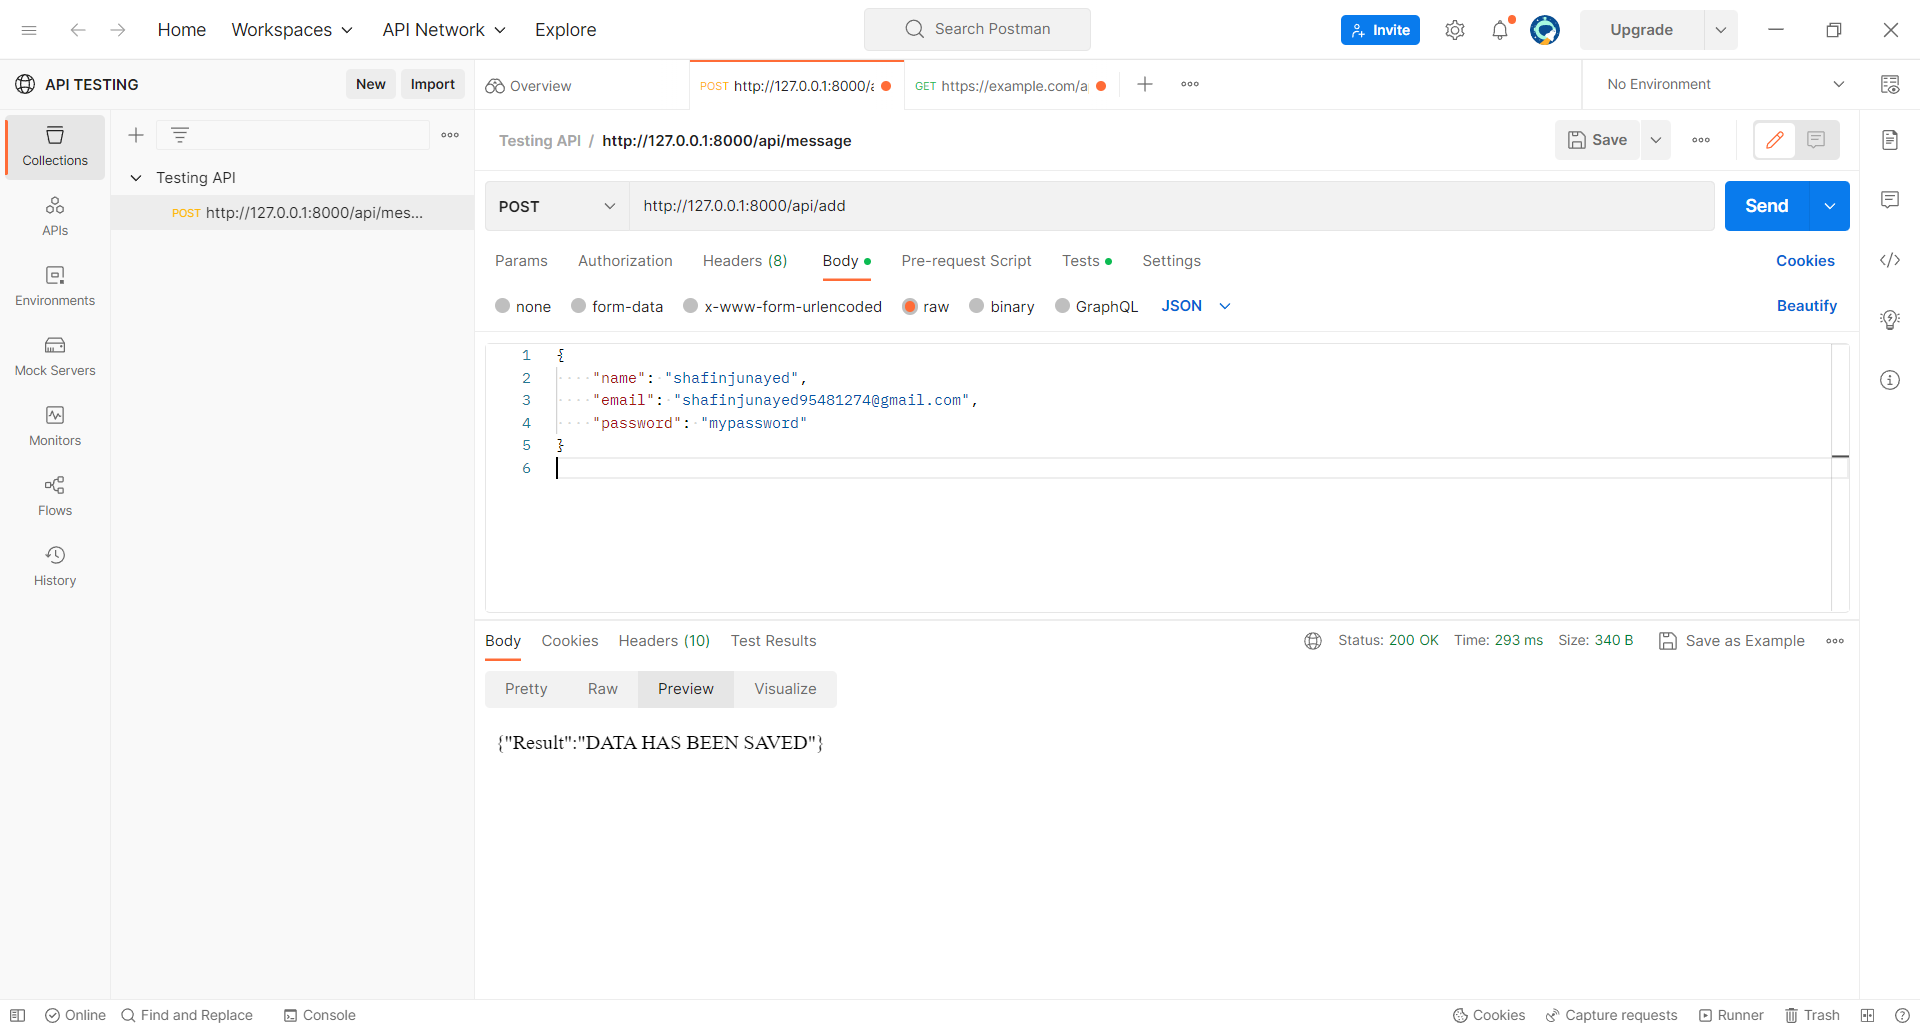 Home Workspaces API Network Explore Search Postman Invite Upgrade
API TESTING New Import Overview POST http://127.0.0.1:8000/a GET https://example.com/a No Environment
Collections
APIs
Environments
Mock Servers
Monitors
Flows
History
Testing API
POST http://127.0.0.1:8000/api/mes...
Testing API / http://127.0.0.1:8000/api/message Save
POST http://127.0.0.1:8000/api/add Send
Params Authorization Headers (8) Body Pre-request Script Tests Settings Cookies
none form-data x-www-form-urlencoded raw binary GraphQL JSON Beautify
1 {
2 "name": "shafinjunayed",
3 "email": "shafinjunayed95481274@gmail.com",
4 "password": "mypassword"
5 }
6
Body Cookies Headers (10) Test Results Status: 200 OK Time: 293 ms Size: 340 B Save as Example
Pretty Raw Preview Visualize
{"Result":"DATA HAS BEEN SAVED"}
Online Find and Replace Console Cookies Capture requests Runner Trash